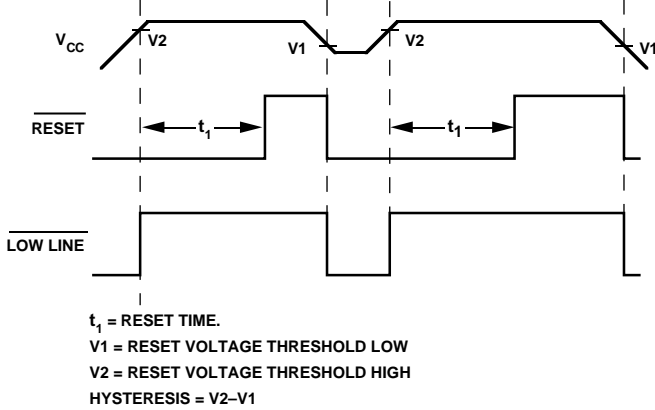 VCC V2 V1 V2 V1
RESET t1 t1
LOW LINE
t1 = RESET TIME.
V1 = RESET VOLTAGE THRESHOLD LOW
V2 = RESET VOLTAGE THRESHOLD HIGH
HYSTERESIS = V2–V1